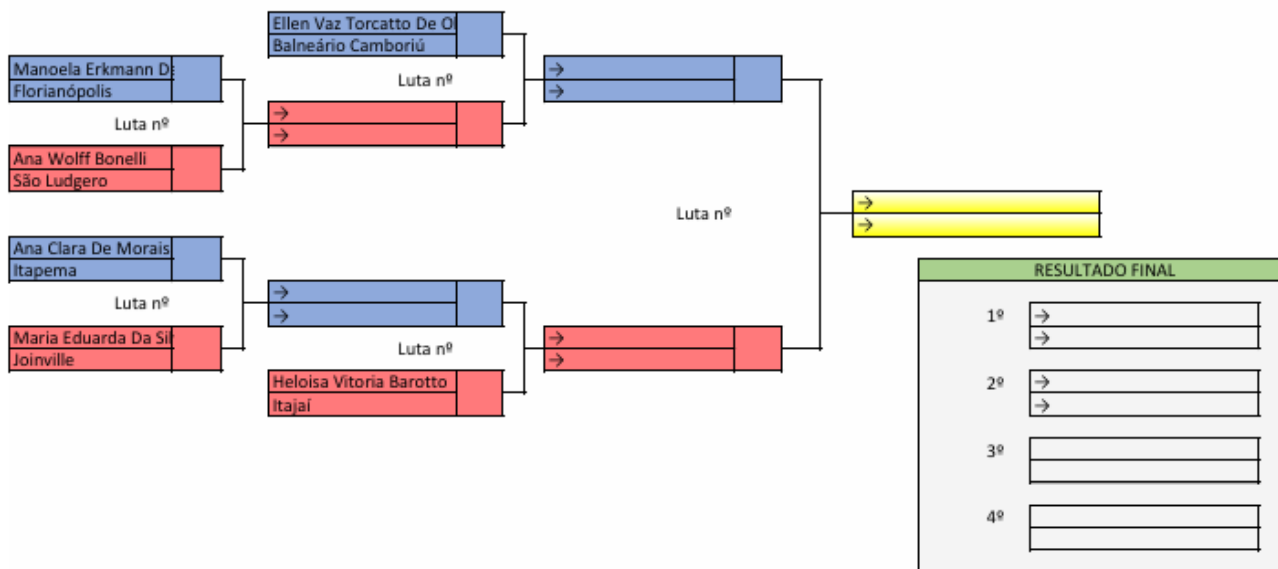 Ellen Vaz Torcatto De
Balneário Camboriú
Manoela Erkmann
Florianópolis
Luta nº
Luta nº
→
→
→
→
Ana Wolff Bonelli
São Ludgero
Luta nº
→
→
Ana Clara De Morais
Itapema
Luta nº
→
→
Maria Eduarda Da
Joinville
Luta nº
→
→
Heloisa Vitoria Barotto
Itajaí
RESULTADO FINAL
1º →
→
2º →
→
3º
4º